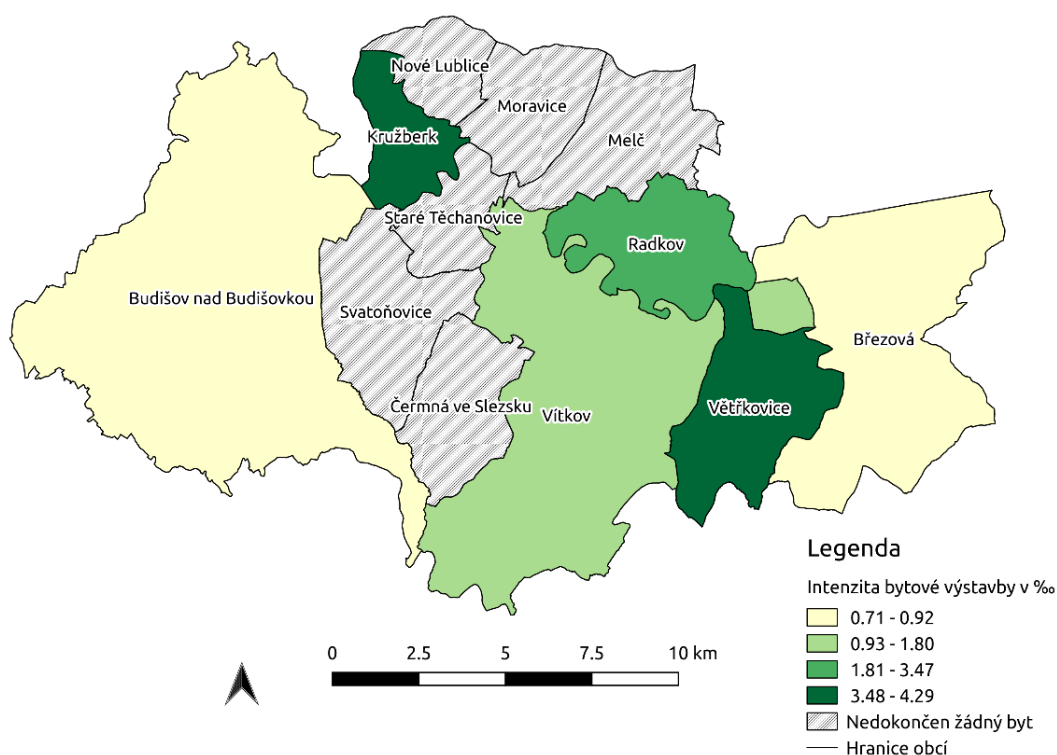 Nové Lublice
Moravice
Kružberk
Melč
Staré Těchanovice
Radkov
Budišov nad Budišovkou
Svatoňovice
Březová
Čermná ve Slezsku
Vítkov
Větřkovice
Legenda
Intenzita bytové výstavby v ‰
0.71 - 0.92
0.93 - 1.80
1.81 - 3.47
3.48 - 4.29
Nedokončen žádný byt
Hranice obcí
0 2.5 5 7.5 10 km